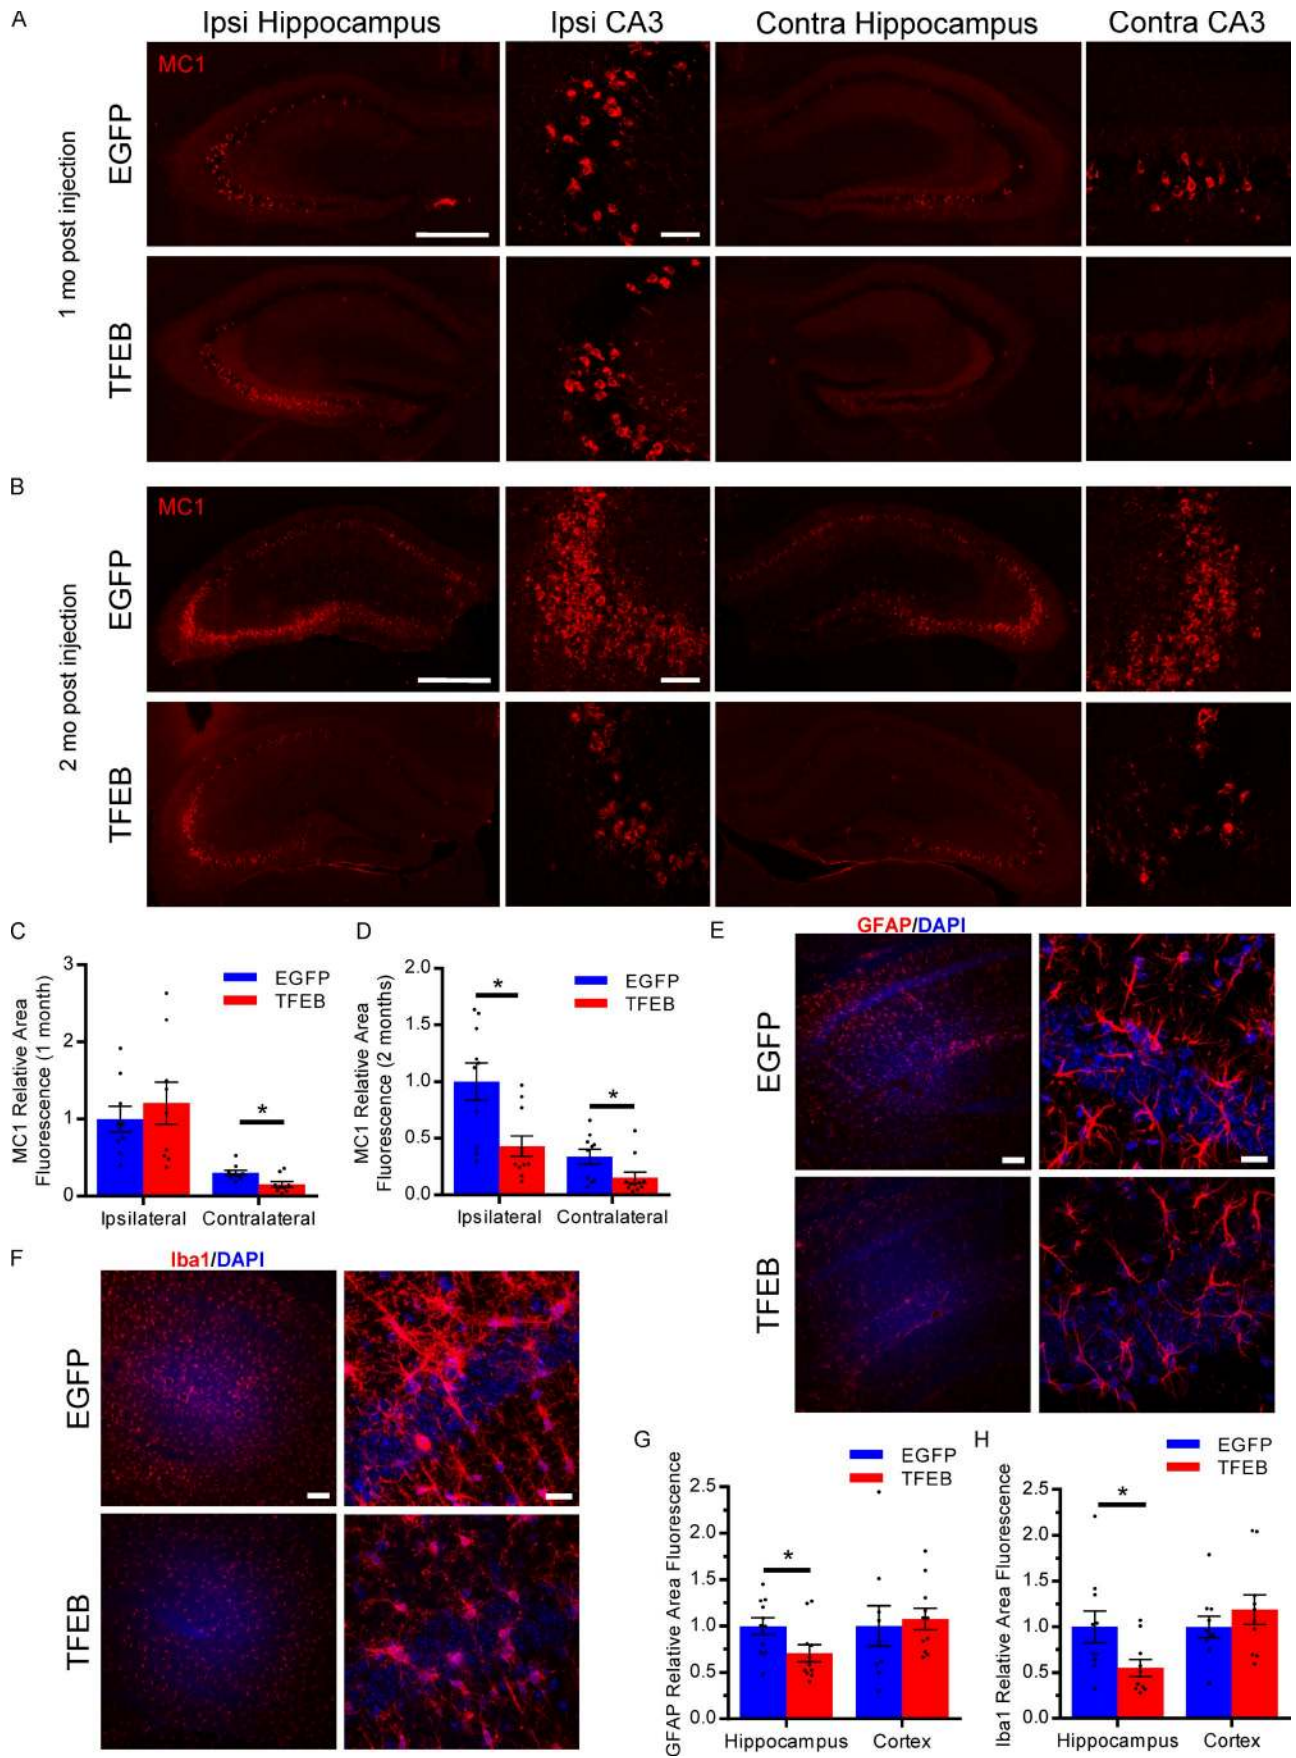 A
Ipsi Hippocampus
Ipsi CA3
Contra Hippocampus
Contra CA3
1 mo post injection
EGFP
MC1
TFEB
B
2 mo post injection
EGFP
MC1
TFEB
C
MC1 Relative Area
Fluorescence (1 month)
3
2
1
0
EGFP
TFEB
*
Ipsilateral
Contralateral
D
MC1 Relative Area
Fluorescence (2 months)
2.0
1.5
1.0
0.5
0.0
EGFP
TFEB
*
*
Ipsilateral
Contralateral
E
GFAP/DAPI
EGFP
TFEB
F
Iba1/DAPI
EGFP
TFEB
G
GFAP Relative Area Fluorescence
2.5
2.0
1.5
1.0
0.5
0.0
EGFP
TFEB
*
Hippocampus
Cortex
H
Iba1 Relative Area Fluorescence
2.5
2.0
1.5
1.0
0.5
0.0
EGFP
TFEB
*
Hippocampus
Cortex